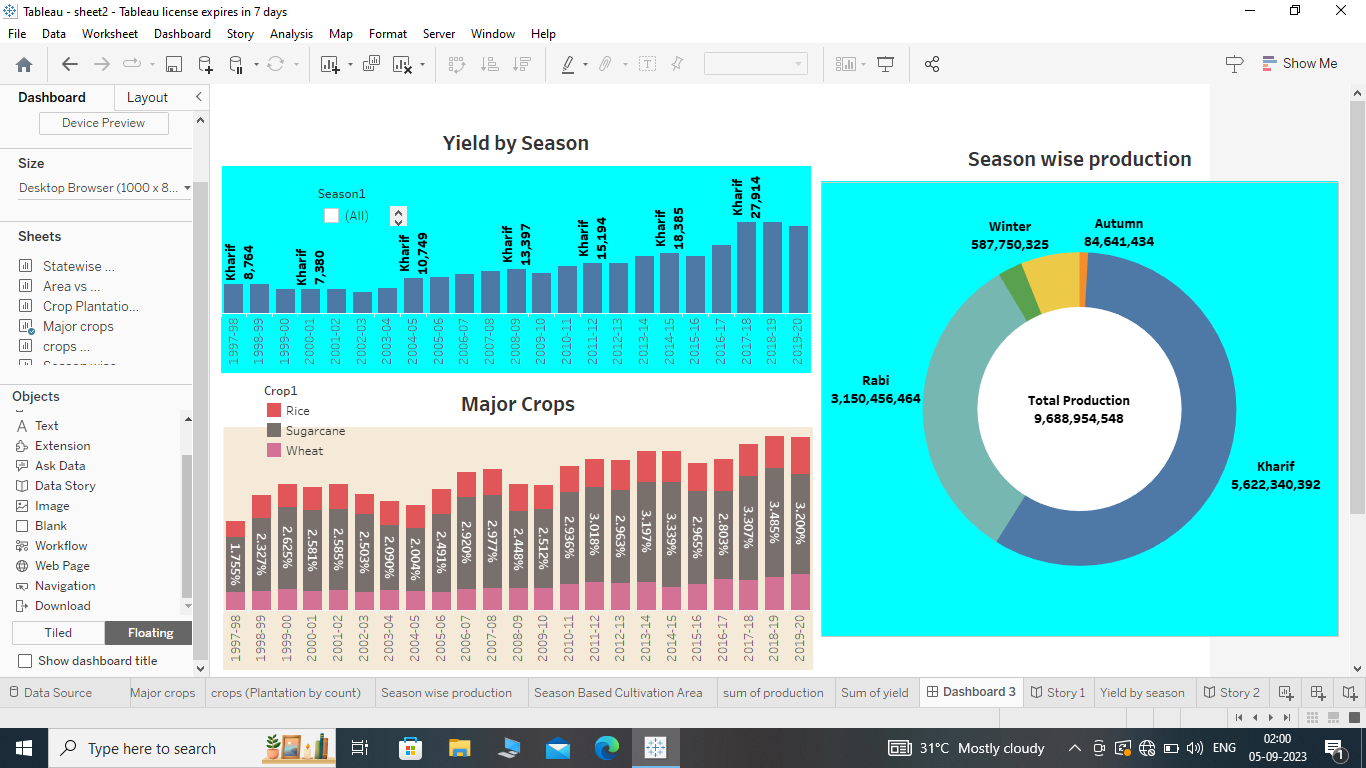 Tableau - sheet2 - Tableau license expires in 7 days
File Data Worksheet Dashboard Story Analysis Map Format Server Window Help
Show Me
Dashboard Layout
Device Preview
Size
Desktop Browser (1000 x 8...
Sheets
Statewise ...
Area vs ...
Crop Plantatio...
Major crops
crops ...
Objects
Text
Extension
Ask Data
Data Story
Image
Blank
Workflow
Web Page
Navigation
Download
Tiled Floating
Show dashboard title
Yield by Season
Season1
(All)
Kharif 8,764
Kharif 7,380
Kharif 10,749
Kharif 13,397
Kharif 15,194
Kharif 18,385
Kharif 27,914
1997-98 1998-99 1999-00 2000-01 2001-02 2002-03 2003-04 2004-05 2005-06 2006-07 2007-08 2008-09 2009-10 2010-11 2011-12 2012-13 2013-14 2014-15 2015-16 2016-17 2017-18 2018-19 2019-20
Crop1
Rice
Sugarcane
Wheat
Major Crops
1.755% 2.327% 2.625% 2.581% 2.585% 2.503% 2.090% 2.004% 2.491% 2.920% 2.977% 2.448% 2.512% 2.936% 3.018% 2.963% 3.197% 3.339% 2.965% 2.803% 3.307% 3.485% 3.200%
1997-98 1998-99 1999-00 2000-01 2001-02 2002-03 2003-04 2004-05 2005-06 2006-07 2007-08 2008-09 2009-10 2010-11 2011-12 2012-13 2013-14 2014-15 2015-16 2016-17 2017-18 2018-19 2019-20
Season wise production
Winter
587,750,325
Autumn
84,641,434
Rabi
3,150,456,464
Total Production
9,688,954,548
Kharif
5,622,340,392
Data Source Major crops crops (Plantation by count) Season wise production Season Based Cultivation Area sum of production Sum of yield Dashboard 3 Story 1 Yield by season Story 2
Type here to search
31°C Mostly cloudy
ENG
02:00
05-09-2023
1